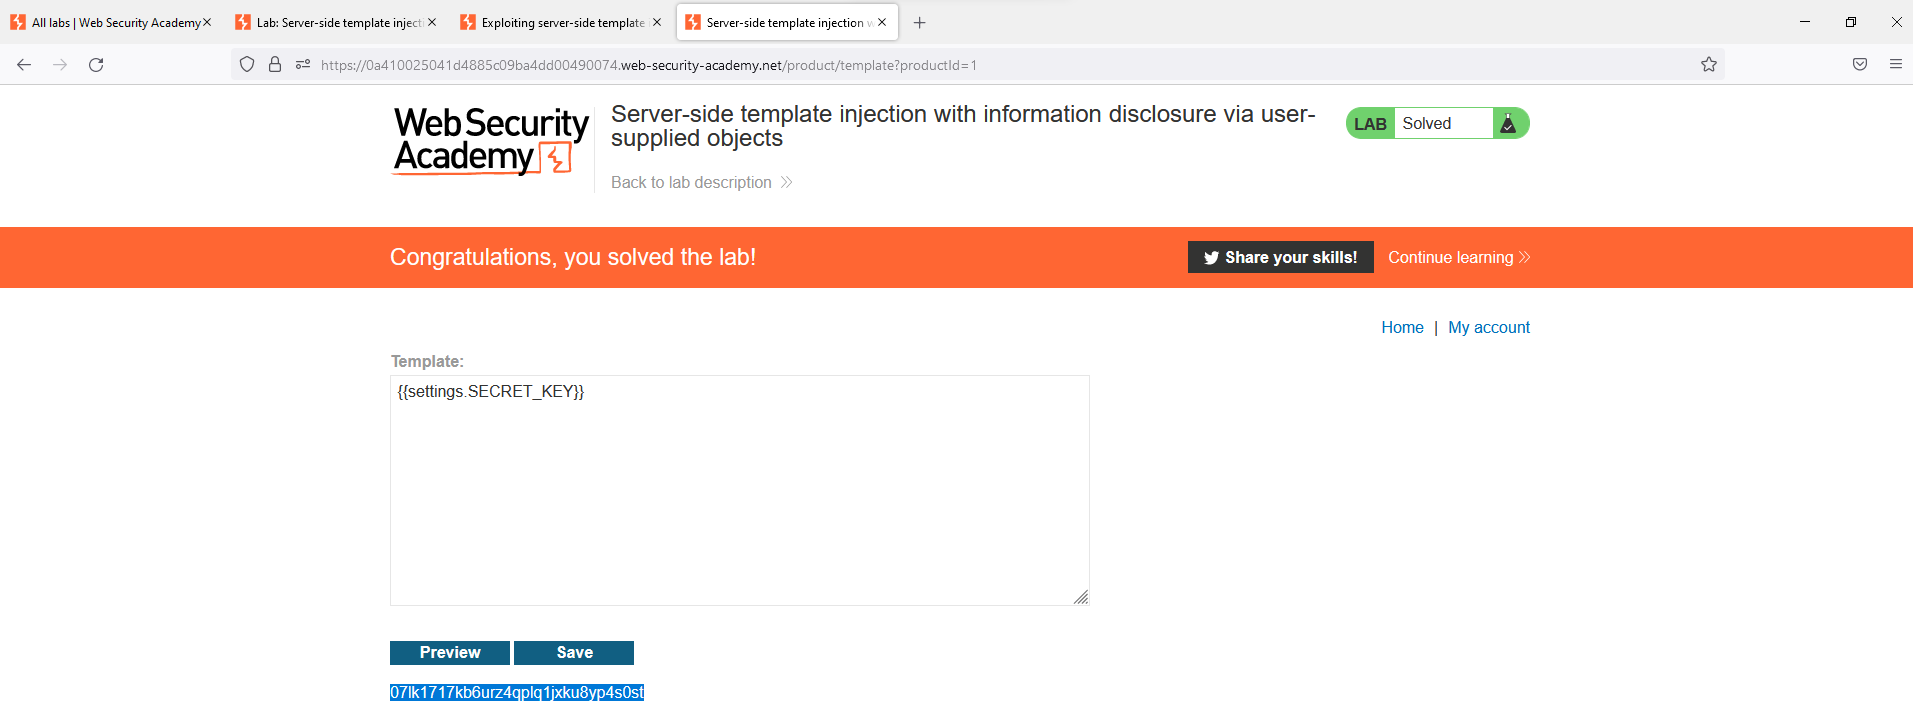 All labs | Web Security Academy
Lab: Server-side template injecti
Exploiting server-side template
Server-side template injection w
https://0a410025041d4885c09ba4dd00490074.web-security-academy.net/product/template?productId=1
Web Security
Academy
Server-side template injection with information disclosure via user-
supplied objects
Back to lab description
LAB Solved
Congratulations, you solved the lab!
Share your skills!
Continue learning
Home | My account
Template:
{{settings.SECRET_KEY}}
Preview
Save
07lk1717kb6urz4qplq1jxku8yp4s0st